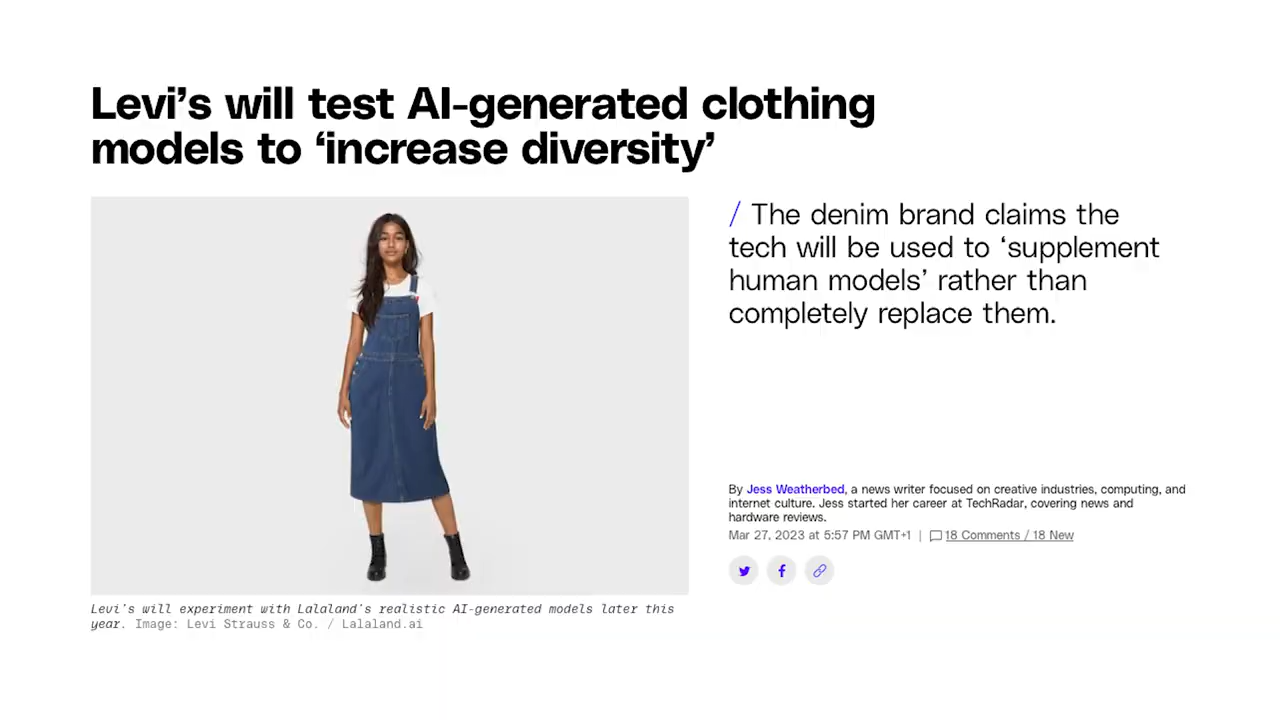 Levi’s will test AI-generated clothing
models to ‘increase diversity’
/ The denim brand claims the
tech will be used to ‘supplement
human models’ rather than
completely replace them.
By Jess Weatherbed, a news writer focused on creative industries, computing, and
internet culture. Jess started her career at TechRadar, covering news and
hardware reviews.
Mar 27, 2023 at 5:57 PM GMT+1 | 18 Comments / 18 New
Levi's will experiment with Lalaland's realistic AI-generated models later this
year. Image: Levi Strauss & Co. / Lalaland.ai